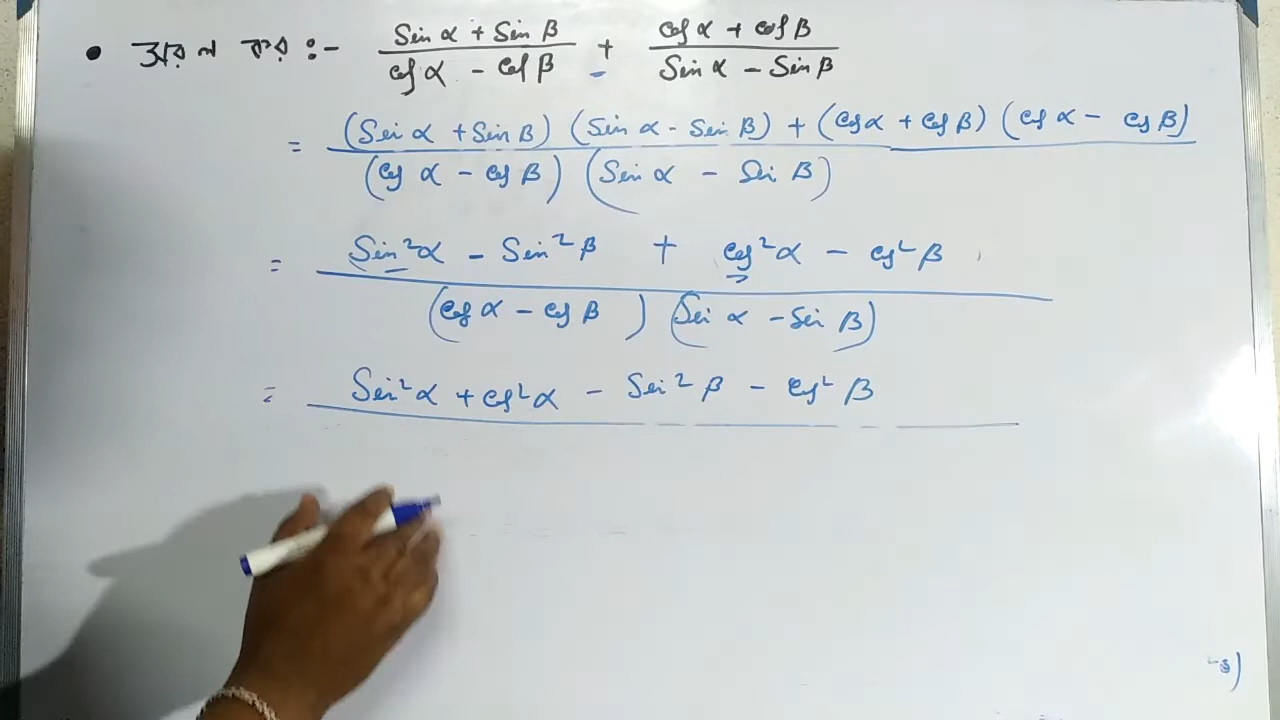 • সরল কর :- (Sin α + Sin β)/(Cos α - Cos β) + (Cos α + Cos β)/(Sin α - Sin β)
= ((Sin α + Sin β) (Sin α - Sin β) + (Cos α + Cos β) (Cos α - Cos β))/((Cos α - Cos β) (Sin α - Sin β))
= (Sin²α - Sin²β + Cos²α - Cos²β)/((Cos α - Cos β) (Sin α - Sin β))
= Sin²α + Cos²α - Sin²β - Cos²β